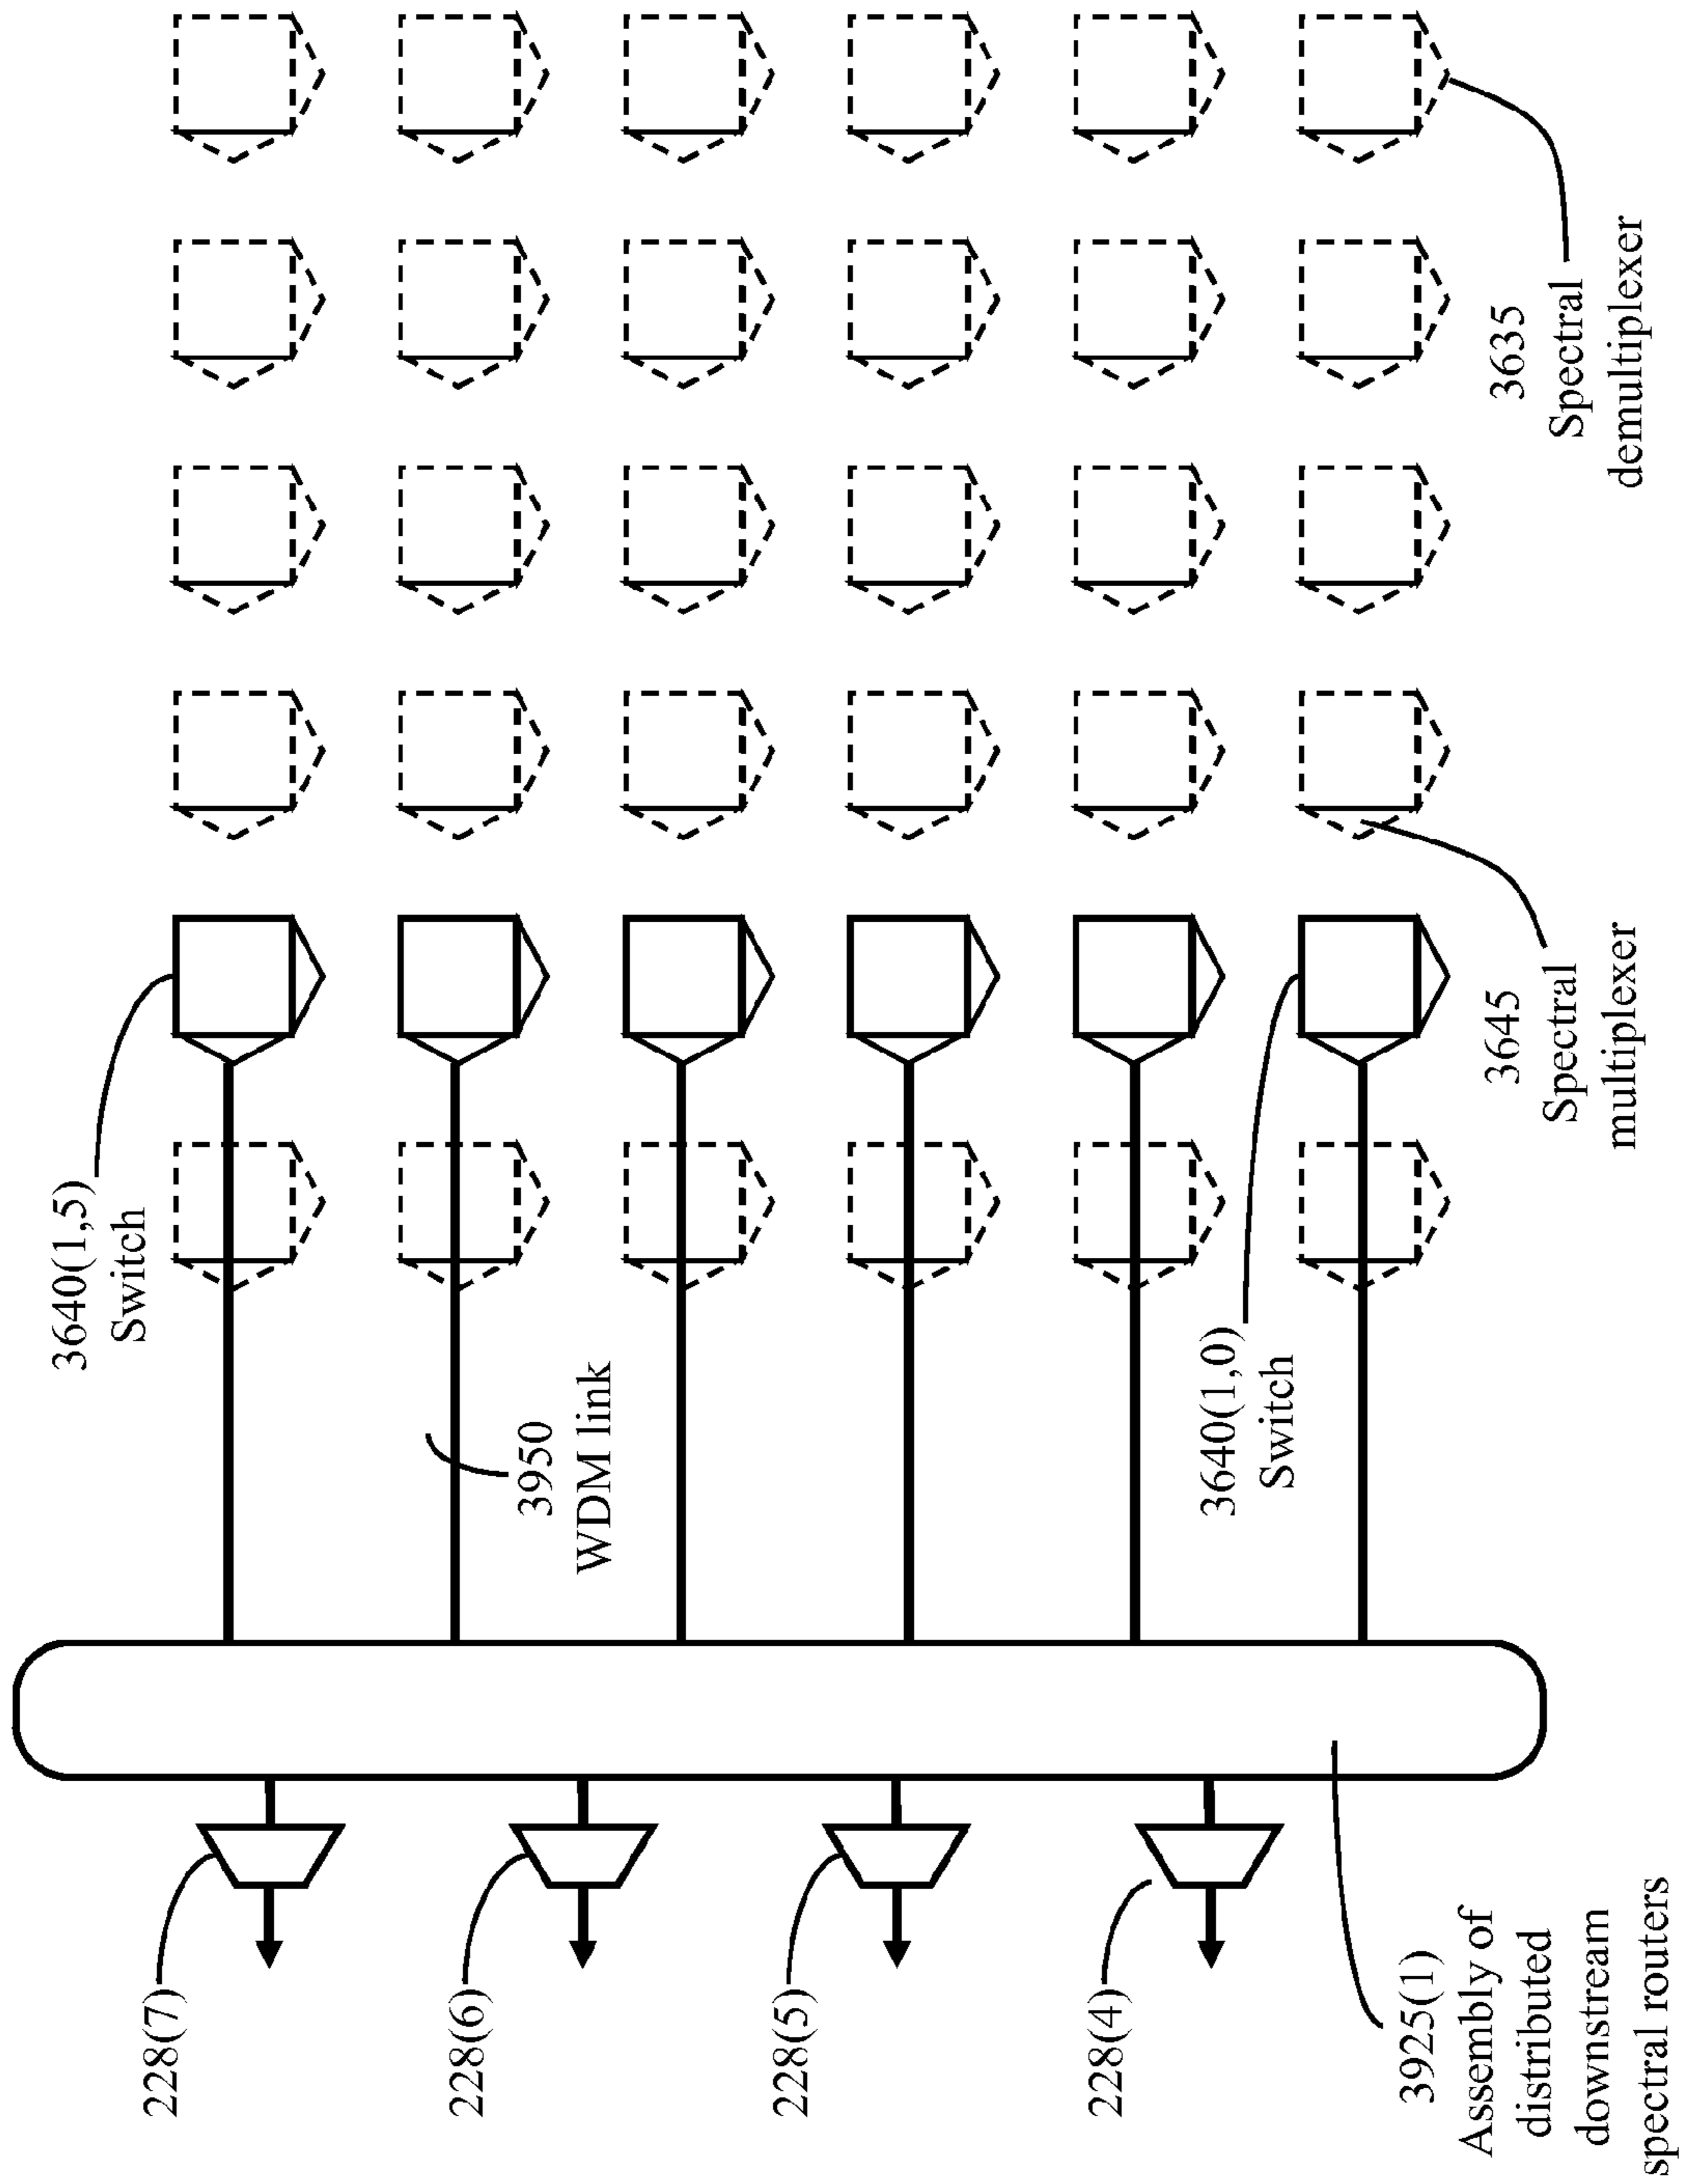 228(7)
228(6)
228(5)
228(4)
3925(1)
Assembly of
distributed
downstream
spectral routers
3640(1,5)
Switch
3950
WDM link
3640(1,0)
Switch
3645
Spectral
multiplexer
3635
Spectral
demultiplexer